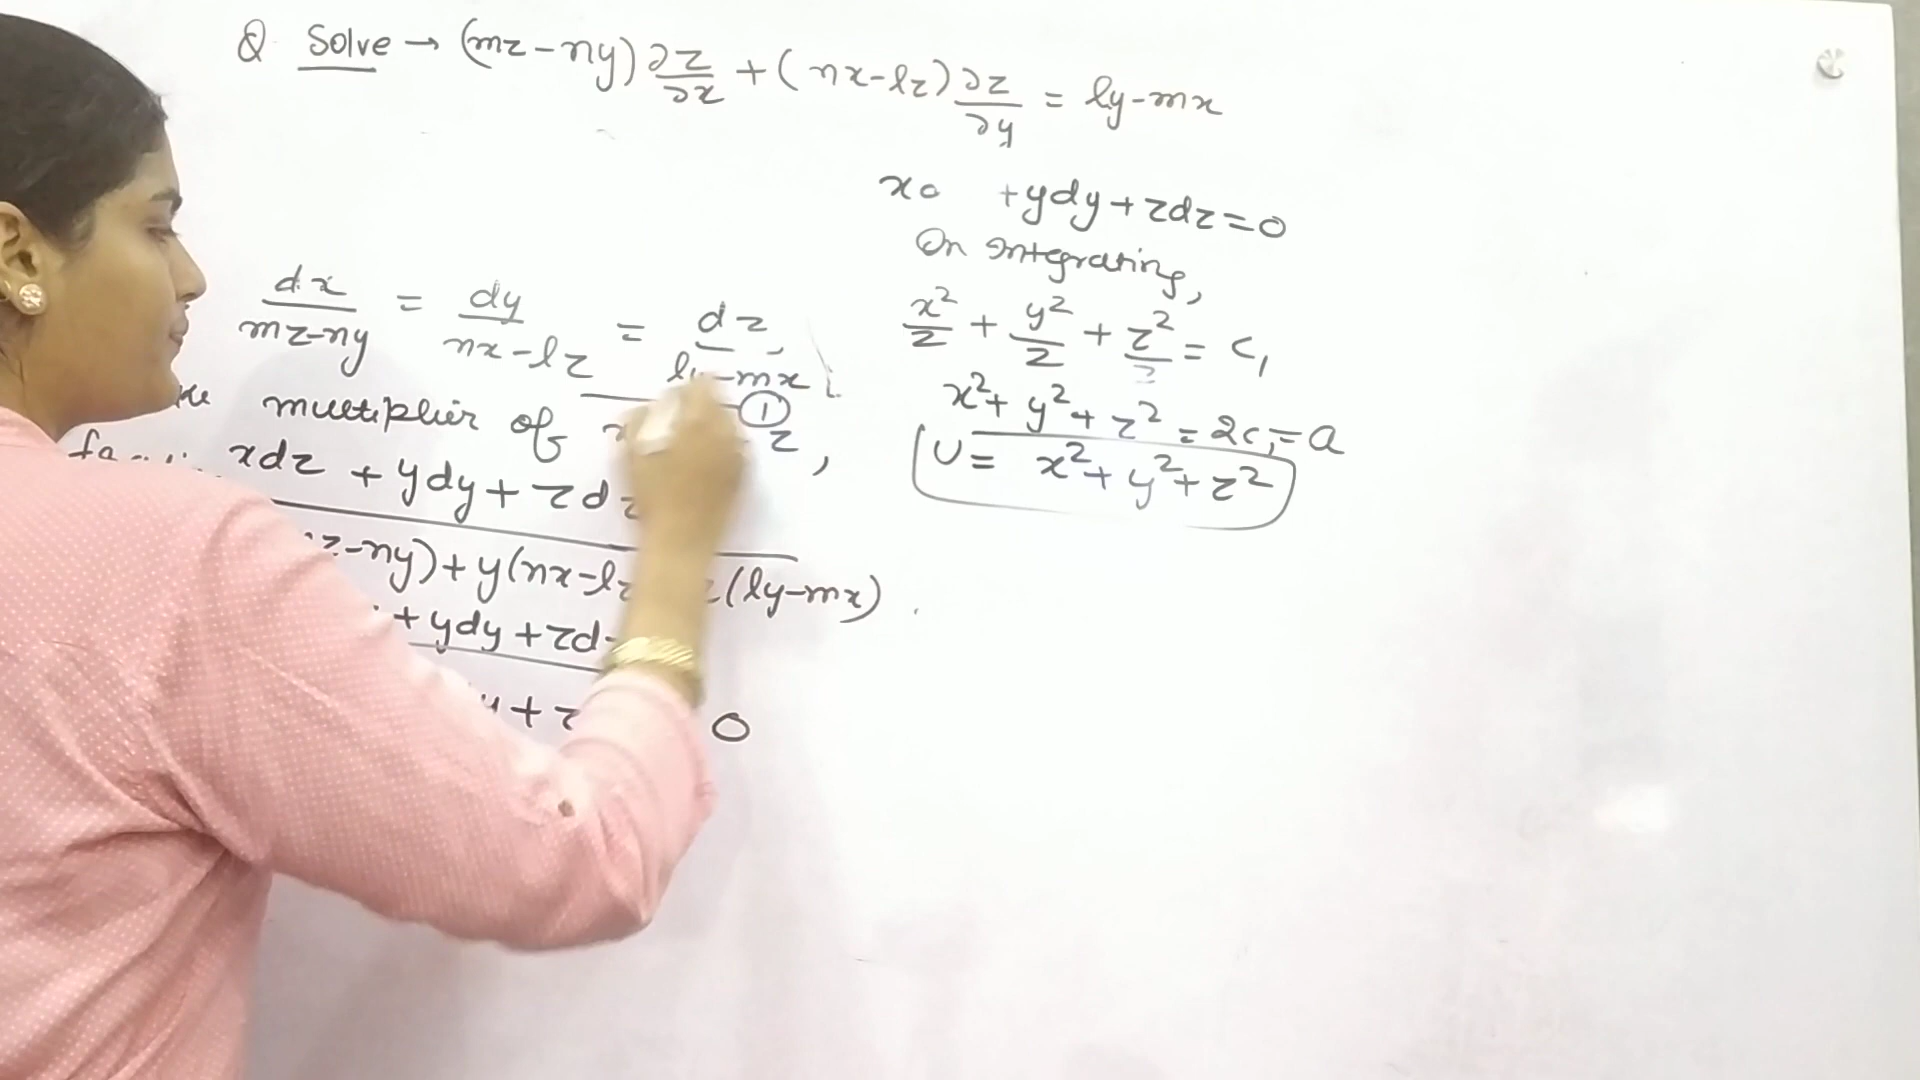 Q Solve → (mz-ny) ∂z/∂x + (nx-lz) ∂z/∂y = ly-mx
dx/mz-ny = dy/nx-lz = dz/ly-mx
①
multiplier of z,
xdz + ydy + zdz
z-ny) + y(nx-lz z(ly-mx)
+ ydy + zd
+ z 0
x +ydy+zdz=0
On integrating,
x²/2 + y²/2 + z²/2 = c₁
x² + y² + z² = 2c₁ = a
U = x² + y² + z²